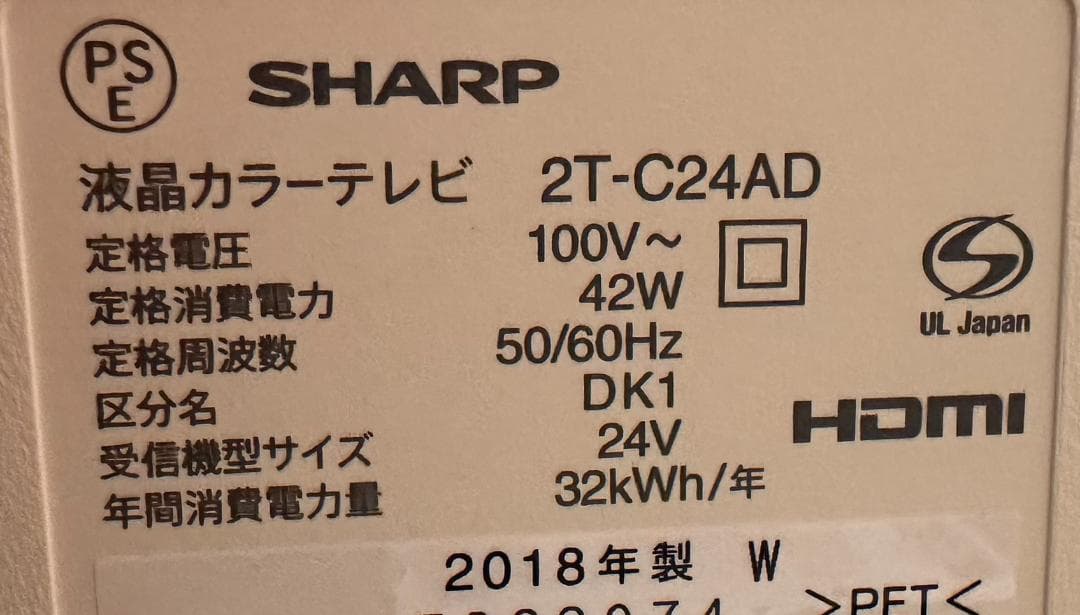 PS
E
SHARP
液晶カラーテレビ 2T-C24AD
定格電圧 100V~
定格消費電力 42W
定格周波数 50/60Hz
区分名 DK1
受信機型サイズ 24V
年間消費電力量 32kWh/年
UL Japan
HDMI
2018年製 W
>PET<